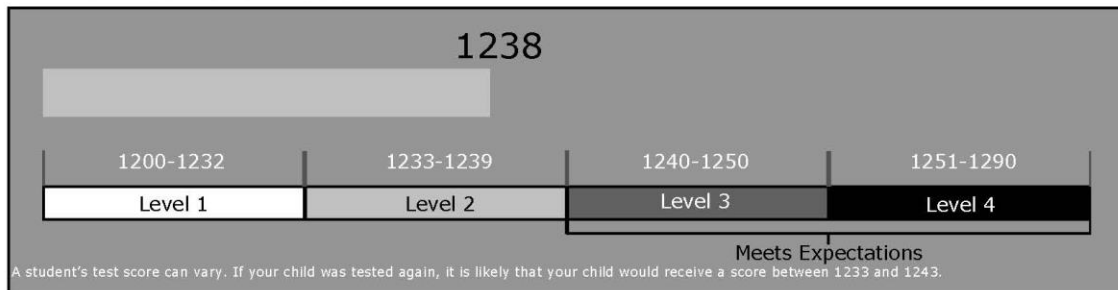 1238
1200-1232 1233-1239 1240-1250 1251-1290
Level 1 Level 2 Level 3 Level 4
Meets Expectations
A student's test score can vary. If your child was tested again, it is likely that your child would receive a score between 1233 and 1243.